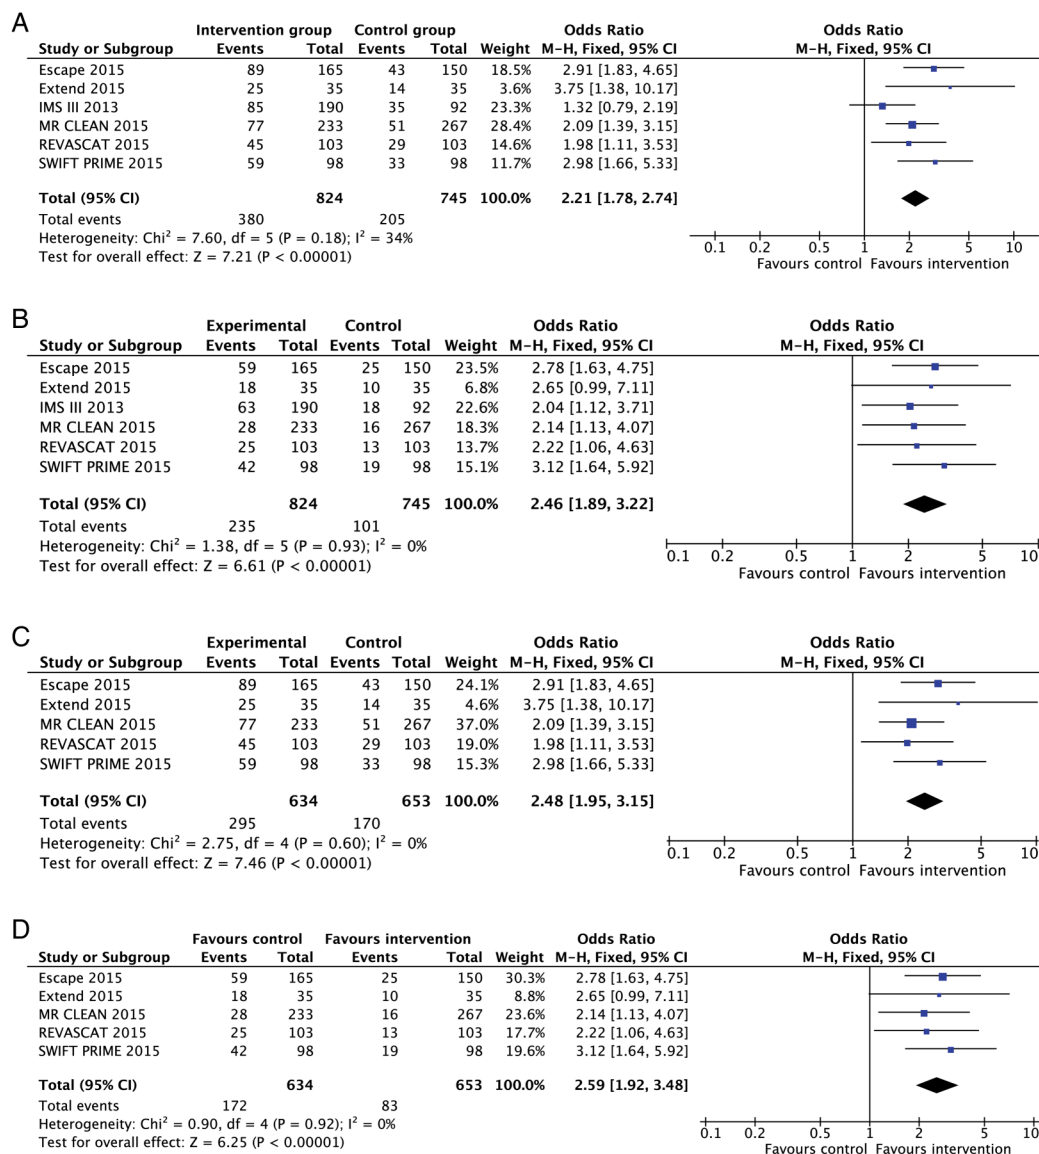 A
Intervention group Control group Odds Ratio Odds Ratio
Study or Subgroup Events Total Events Total Weight M-H, Fixed, 95% CI M-H, Fixed, 95% CI
Escape 2015 89 165 43 150 18.5% 2.91 [1.83, 4.65]
Extend 2015 25 35 14 35 3.6% 3.75 [1.38, 10.17]
IMS III 2013 85 190 35 92 23.3% 1.32 [0.79, 2.19]
MR CLEAN 2015 77 233 51 267 28.4% 2.09 [1.39, 3.15]
REVASCAT 2015 45 103 29 103 14.6% 1.98 [1.11, 3.53]
SWIFT PRIME 2015 59 98 33 98 11.7% 2.98 [1.66, 5.33]
Total (95% CI) 824 745 100.0% 2.21 [1.78, 2.74]
Total events 380 205
Heterogeneity: Chi² = 7.60, df = 5 (P = 0.18); I² = 34%
Test for overall effect: Z = 7.21 (P < 0.00001)
0.1 0.2 0.5 1 2 5 10
Favours control Favours intervention
B
Experimental Control Odds Ratio Odds Ratio
Study or Subgroup Events Total Events Total Weight M-H, Fixed, 95% CI M-H, Fixed, 95% CI
Escape 2015 59 165 25 150 23.5% 2.78 [1.63, 4.75]
Extend 2015 18 35 10 35 6.8% 2.65 [0.99, 7.11]
IMS III 2013 63 190 18 92 22.6% 2.04 [1.12, 3.71]
MR CLEAN 2015 28 233 16 267 18.3% 2.14 [1.13, 4.07]
REVASCAT 2015 25 103 13 103 13.7% 2.22 [1.06, 4.63]
SWIFT PRIME 2015 42 98 19 98 15.1% 3.12 [1.64, 5.92]
Total (95% CI) 824 745 100.0% 2.46 [1.89, 3.22]
Total events 235 101
Heterogeneity: Chi² = 1.38, df = 5 (P = 0.93); I² = 0%
Test for overall effect: Z = 6.61 (P < 0.00001)
0.1 0.2 0.5 1 2 5 10
Favours control Favours intervention
C
Experimental Control Odds Ratio Odds Ratio
Study or Subgroup Events Total Events Total Weight M-H, Fixed, 95% CI M-H, Fixed, 95% CI
Escape 2015 89 165 43 150 24.1% 2.91 [1.83, 4.65]
Extend 2015 25 35 14 35 4.6% 3.75 [1.38, 10.17]
MR CLEAN 2015 77 233 51 267 37.0% 2.09 [1.39, 3.15]
REVASCAT 2015 45 103 29 103 19.0% 1.98 [1.11, 3.53]
SWIFT PRIME 2015 59 98 33 98 15.3% 2.98 [1.66, 5.33]
Total (95% CI) 634 653 100.0% 2.48 [1.95, 3.15]
Total events 295 170
Heterogeneity: Chi² = 2.75, df = 4 (P = 0.60); I² = 0%
Test for overall effect: Z = 7.46 (P < 0.00001)
0.1 0.2 0.5 1 2 5 10
Favours control Favours intervention
D
Favours control Favours intervention Odds Ratio Odds Ratio
Study or Subgroup Events Total Events Total Weight M-H, Fixed, 95% CI M-H, Fixed, 95% CI
Escape 2015 59 165 25 150 30.3% 2.78 [1.63, 4.75]
Extend 2015 18 35 10 35 8.8% 2.65 [0.99, 7.11]
MR CLEAN 2015 28 233 16 267 23.6% 2.14 [1.13, 4.07]
REVASCAT 2015 25 103 13 103 17.7% 2.22 [1.06, 4.63]
SWIFT PRIME 2015 42 98 19 98 19.6% 3.12 [1.64, 5.92]
Total (95% CI) 634 653 100.0% 2.59 [1.92, 3.48]
Total events 172 83
Heterogeneity: Chi² = 0.90, df = 4 (P = 0.92); I² = 0%
Test for overall effect: Z = 6.25 (P < 0.00001)
0.1 0.2 0.5 1 2 5 10
Favours control Favours intervention